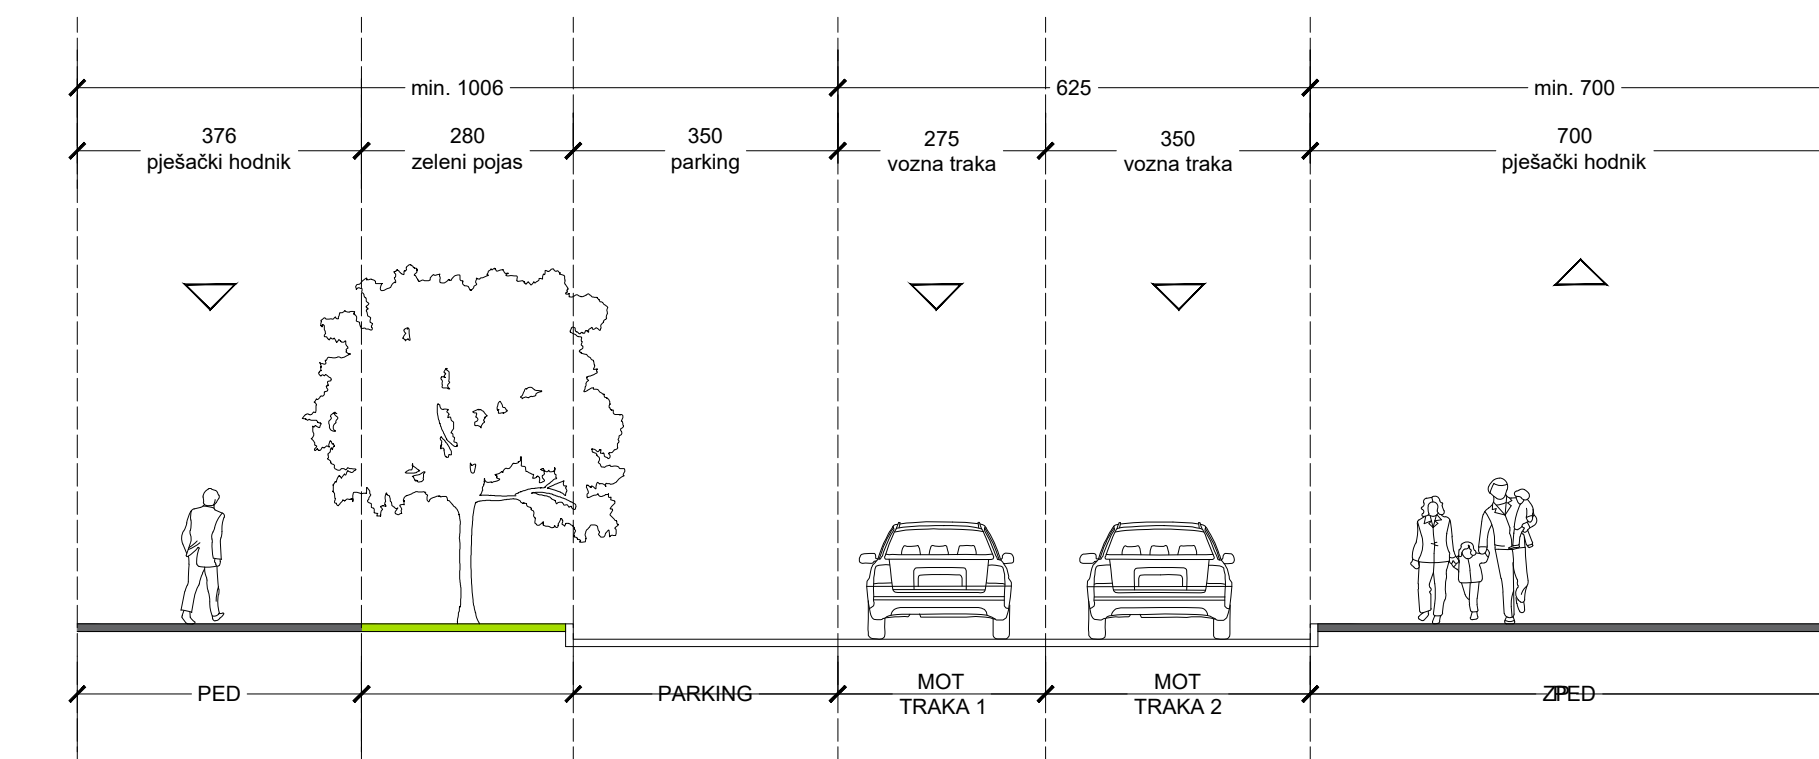 min. 1006
625
min. 700
376
pješački hodnik
280
zeleni pojas
350
parking
275
vozna traka
350
vozna traka
700
pješački hodnik
PED
PARKING
MOT
TRAKA 1
MOT
TRAKA 2